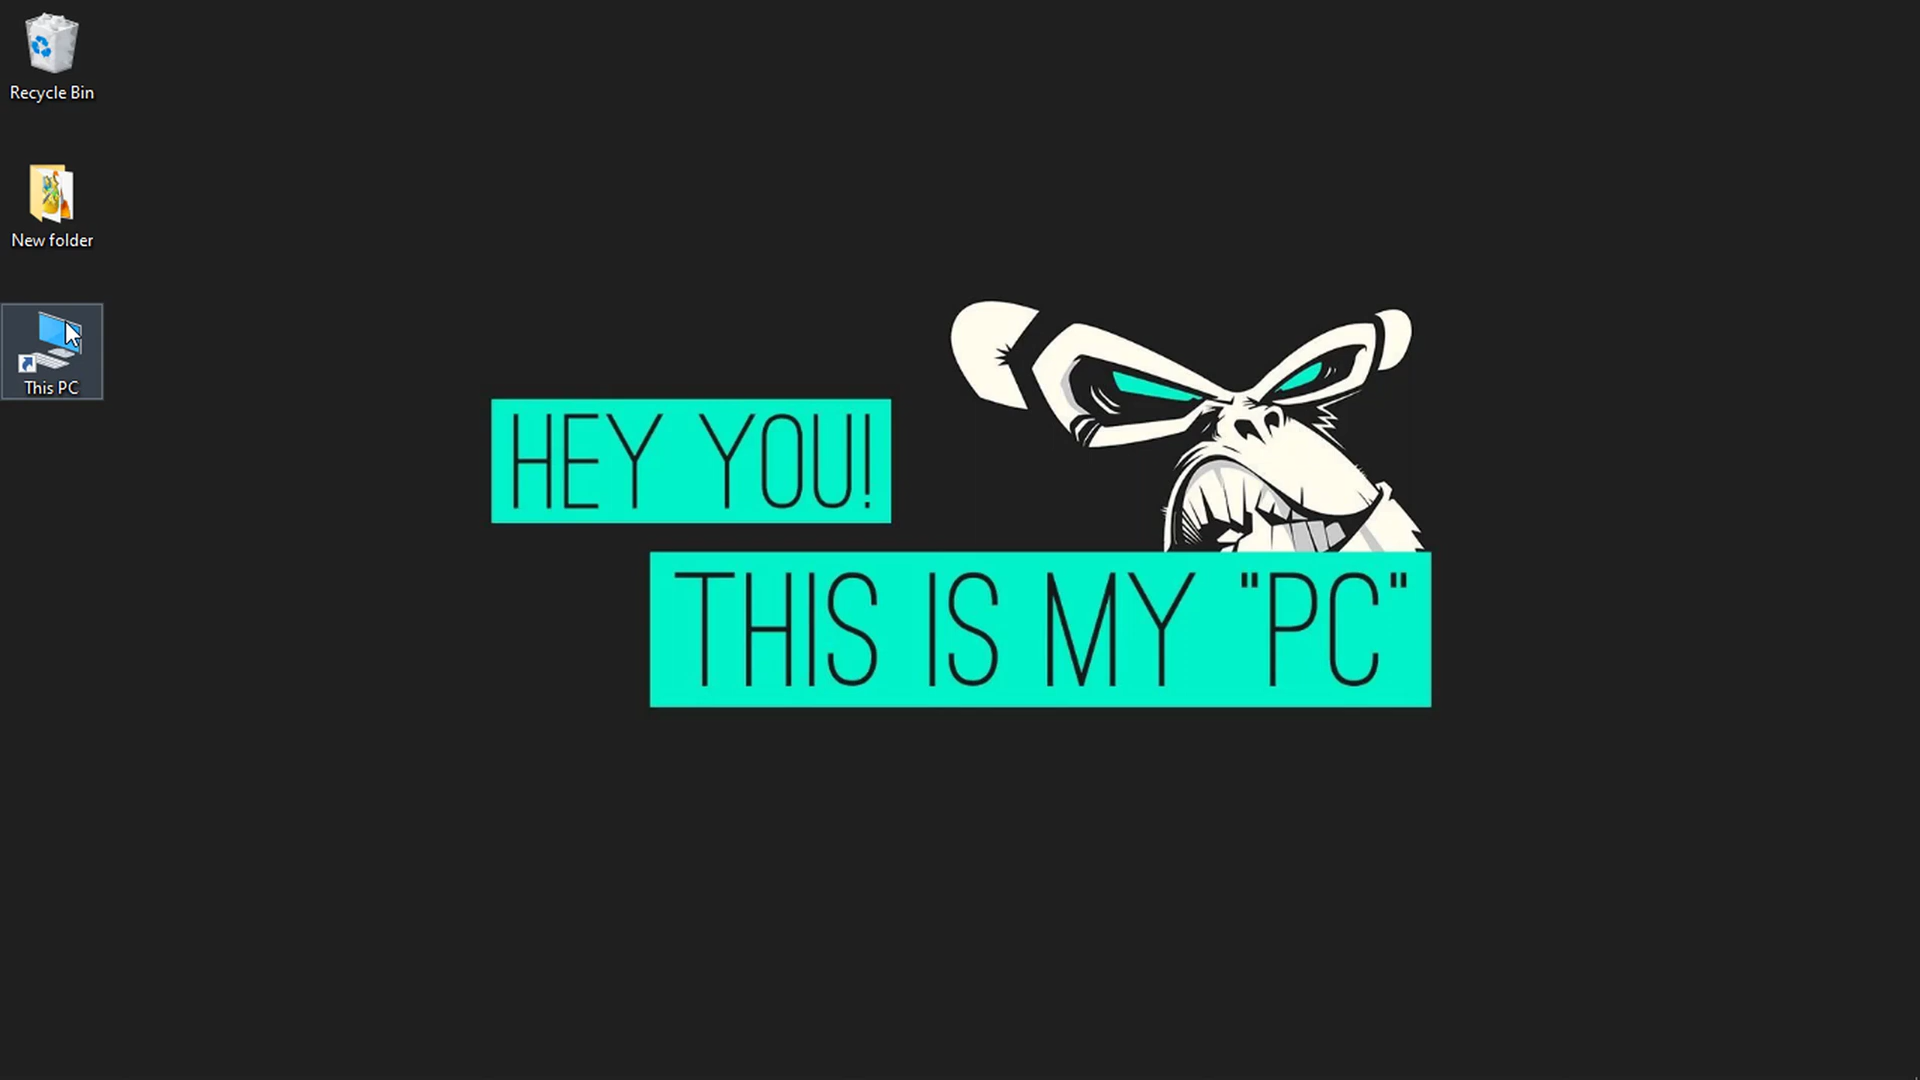 Recycle Bin
New folder
This PC
HEY YOU!
THIS IS MY "PC"